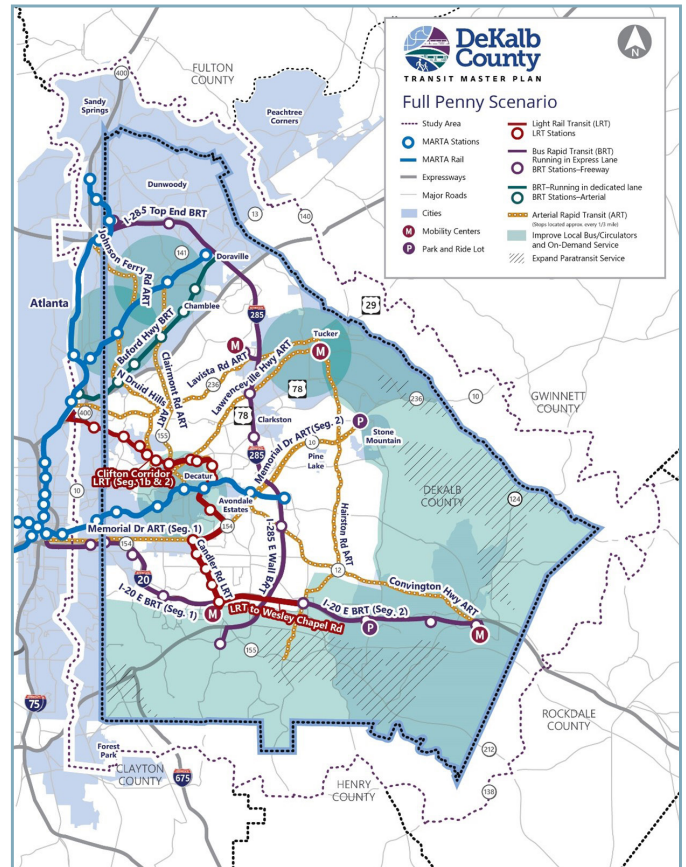 DeKalb
County
TRANSIT MASTER PLAN
N
Full Penny Scenario
Study Area
MARTA Stations
MARTA Rail
Expressways
Major Roads
Cities
M Mobility Centers
P Park and Ride Lot
Light Rail Transit (LRT)
LRT Stations
Bus Rapid Transit (BRT)
Running in Express Lane
BRT Stations–Freeway
BRT–Running in dedicated lane
BRT Stations–Arterial
Arterial Rapid Transit (ART)
(Stops located approx. every 1/3 mile)
Improve Local Bus/Circulators
and On-Demand Service
Expand Paratransit Service
FULTON
COUNTY
400
Sandy
Springs
Peachtree
Corners
Dunwoody
13
140
I-285 Top End BRT
Johnson Ferry
Rd ART
141
Doraville
Atlanta
Chamblee
285
29
Buford Hwy BRT
Tucker
M
M
Lavista Rd ART
Lawrenceville Hwy ART
Clairmont Rd ART
N Druid Hills
ART
236
78
78
236
10
GWINNETT
COUNTY
400
155
Clarkston
285
Memorial Dr ART(Seg. 2)
10
P
Stone
Mountain
Pine
Lake
Clifton Corridor
LRT (Seg. 1b & 2)
Decatur
10
Avondale
Estates
DEKALB
COUNTY
124
Memorial Dr ART (Seg. 1)
154
154
I-285 E Wall BRT
Hairston Rd ART
20
Candler Rd LRT
12
Convington Hwy ART
I-20 E BRT (Seg. 1)
M
LRT to Wesley Chapel Rd
I-20 E BRT (Seg. 2)
P
M
155
75
ROCKDALE
COUNTY
Forest
Park
CLAYTON
COUNTY
675
HENRY
COUNTY
212
138